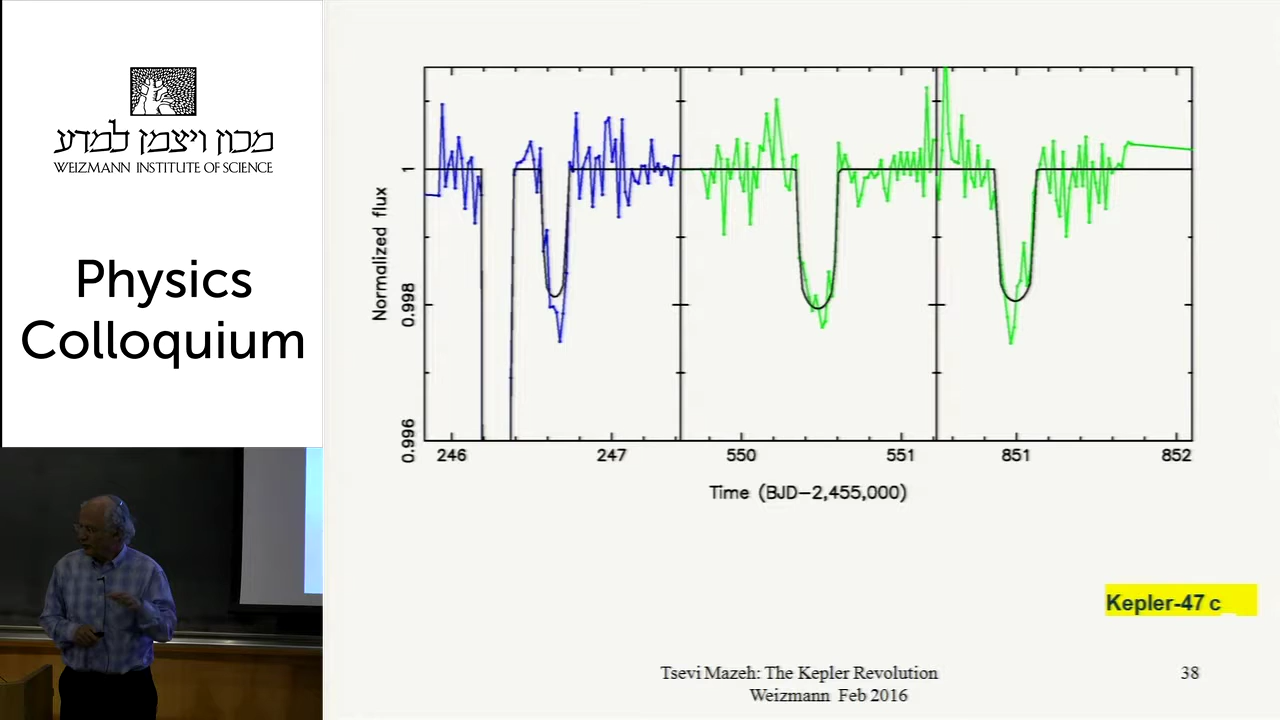 מכון ויצמן למדע
WEIZMANN INSTITUTE OF SCIENCE
Physics
Colloquium
Normalized flux
1
0.998
0.996
246
247
550
551
851
852
Time (BJD−2,455,000)
Kepler-47 c
Tsevi Mazeh: The Kepler Revolution
Weizmann Feb 2016
38